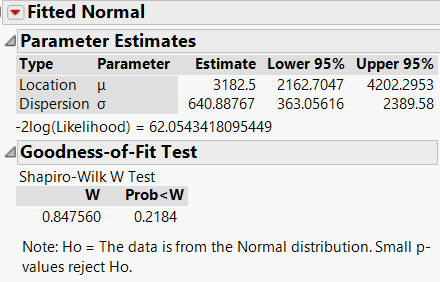 Fitted Normal
Parameter Estimates
Type Parameter Estimate Lower 95% Upper 95%
Location μ 3182.5 2162.7047 4202.2953
Dispersion σ 640.88767 363.05616 2389.58
-2log(Likelihood) = 62.0543418095449
Goodness-of-Fit Test
Shapiro-Wilk W Test
W Prob<W
0.847560 0.2184
Note: Ho = The data is from the Normal distribution. Small p-
values reject Ho.